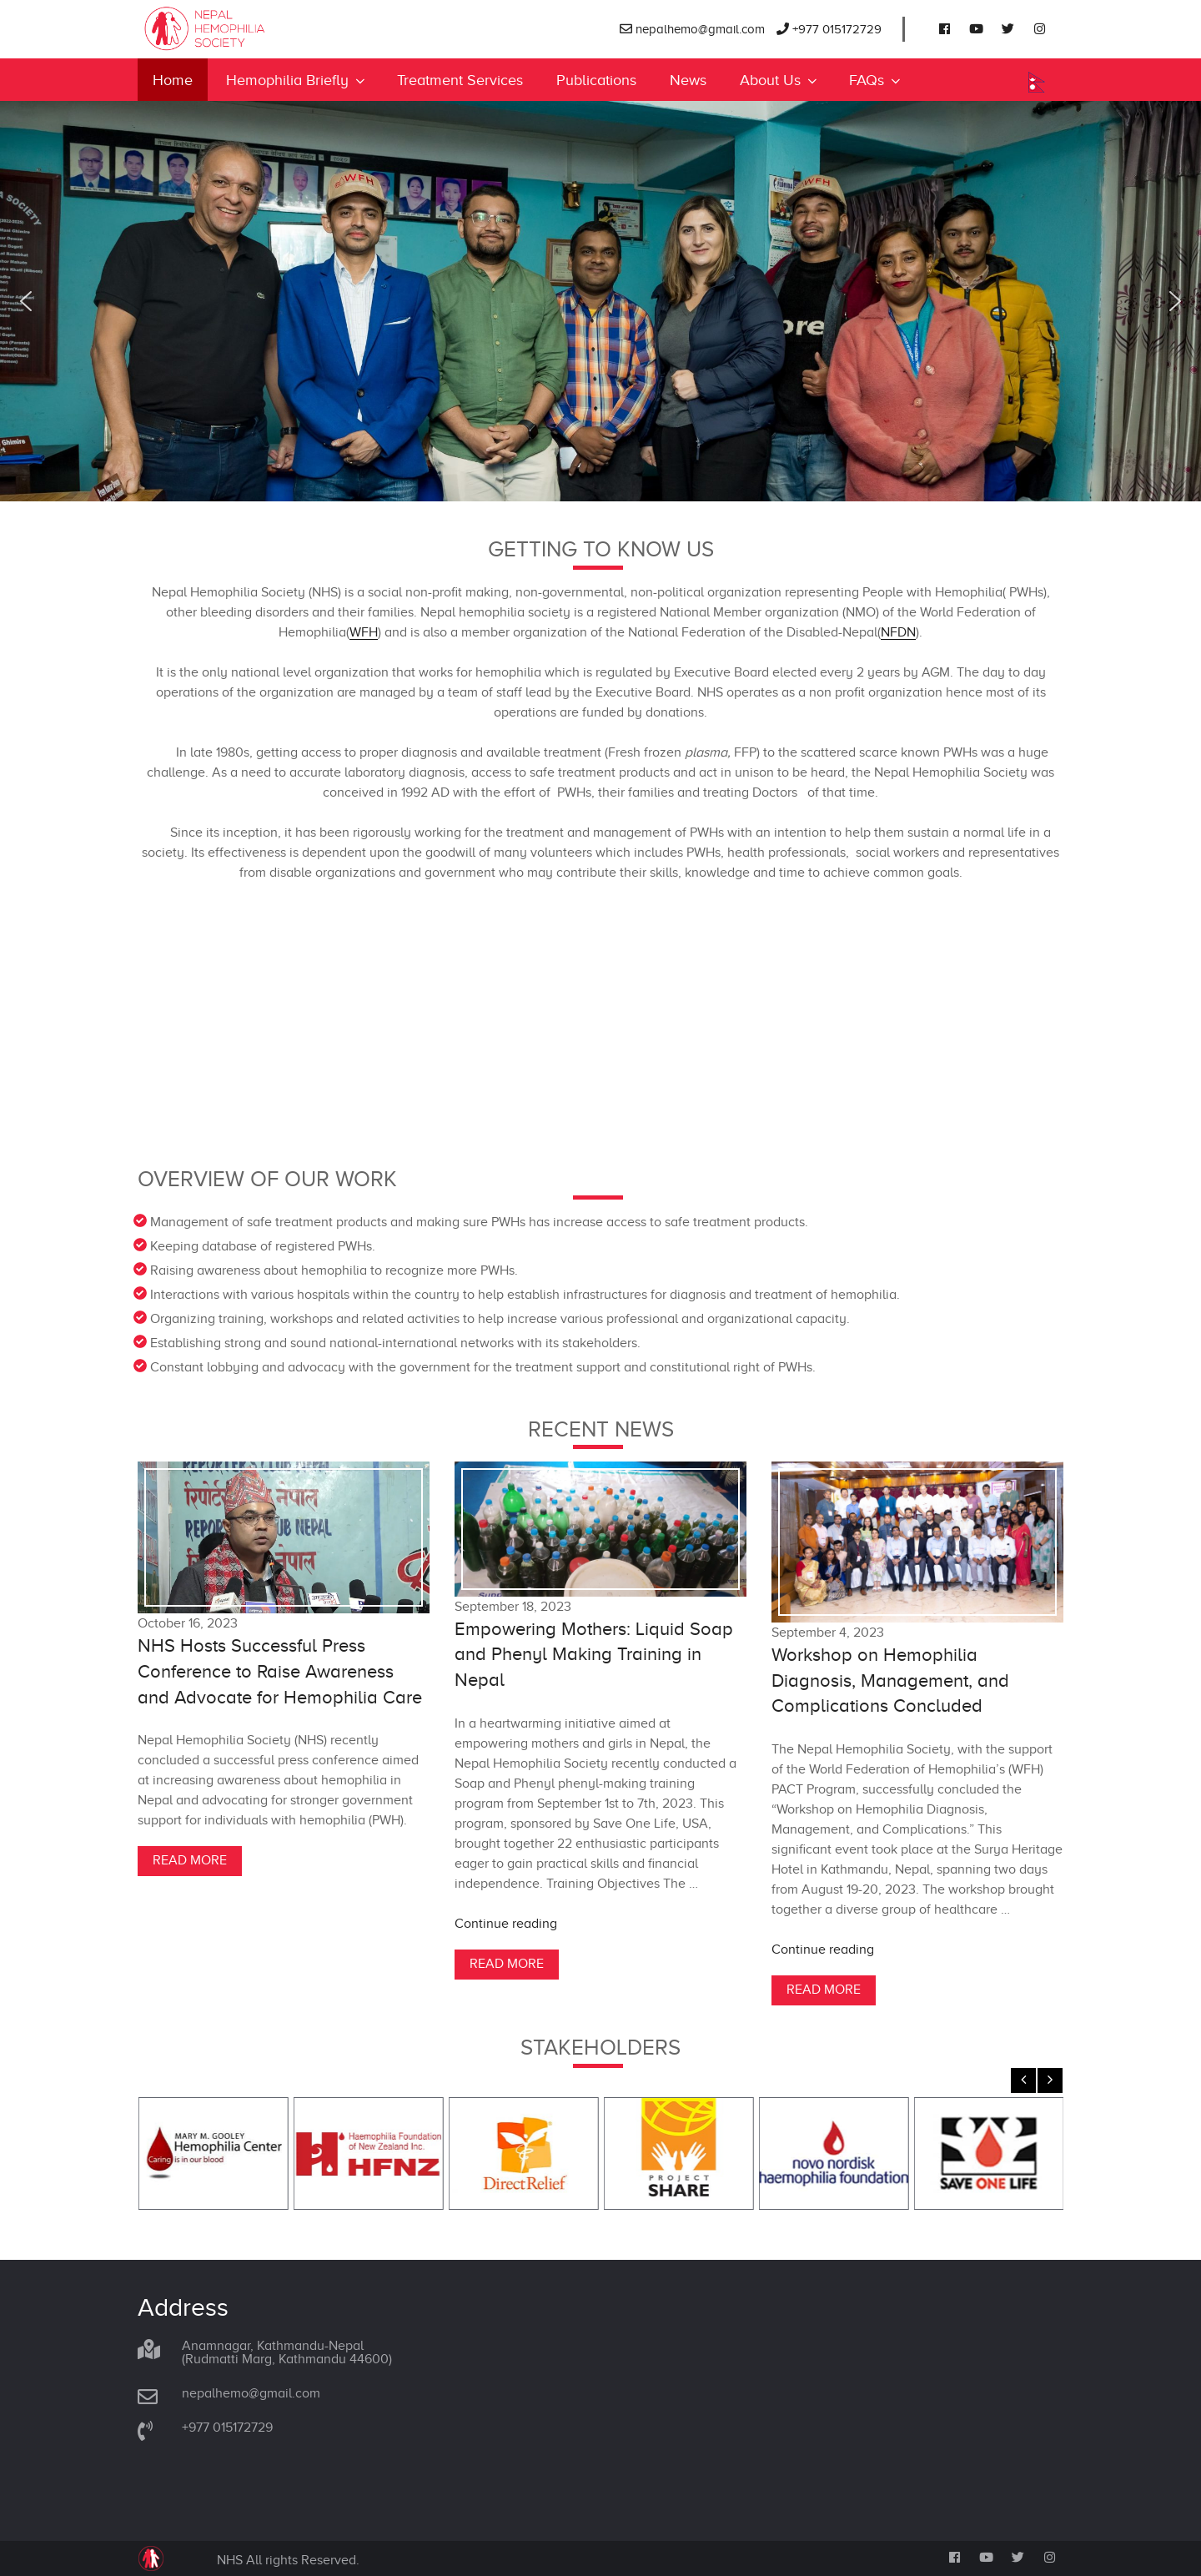 NEPAL
HEMOPHILIA
SOCIETY
nepalhemo@gmail.com +977 015172729
Home Hemophilia Briefly Treatment Services Publications News About Us FAQs
WFH
WFH
GETTING TO KNOW US
Nepal Hemophilia Society (NHS) is a social non-profit making, non-governmental, non-political organization representing People with Hemophilia( PWHs),
other bleeding disorders and their families. Nepal hemophilia society is a registered National Member organization (NMO) of the World Federation of
Hemophilia(WFH) and is also a member organization of the National Federation of the Disabled-Nepal(NFDN).
It is the only national level organization that works for hemophilia which is regulated by Executive Board elected every 2 years by AGM. The day to day
operations of the organization are managed by a team of staff lead by the Executive Board. NHS operates as a non profit organization hence most of its
operations are funded by donations.
In late 1980s, getting access to proper diagnosis and available treatment (Fresh frozen plasma, FFP) to the scattered scarce known PWHs was a huge
challenge. As a need to accurate laboratory diagnosis, access to safe treatment products and act in unison to be heard, the Nepal Hemophilia Society was
conceived in 1992 AD with the effort of PWHs, their families and treating Doctors of that time.
Since its inception, it has been rigorously working for the treatment and management of PWHs with an intention to help them sustain a normal life in a
society. Its effectiveness is dependent upon the goodwill of many volunteers which includes PWHs, health professionals, social workers and representatives
from disable organizations and government who may contribute their skills, knowledge and time to achieve common goals.
OVERVIEW OF OUR WORK
Management of safe treatment products and making sure PWHs has increase access to safe treatment products.
Keeping database of registered PWHs.
Raising awareness about hemophilia to recognize more PWHs.
Interactions with various hospitals within the country to help establish infrastructures for diagnosis and treatment of hemophilia.
Organizing training, workshops and related activities to help increase various professional and organizational capacity.
Establishing strong and sound national-international networks with its stakeholders.
Constant lobbying and advocacy with the government for the treatment support and constitutional right of PWHs.
RECENT NEWS
October 16, 2023
NHS Hosts Successful Press
Conference to Raise Awareness
and Advocate for Hemophilia Care
Nepal Hemophilia Society (NHS) recently
concluded a successful press conference aimed
at increasing awareness about hemophilia in
Nepal and advocating for stronger government
support for individuals with hemophilia (PWH).
READ MORE
September 18, 2023
Empowering Mothers: Liquid Soap
and Phenyl Making Training in
Nepal
In a heartwarming initiative aimed at
empowering mothers and girls in Nepal, the
Nepal Hemophilia Society recently conducted a
Soap and Phenyl phenyl-making training
program from September 1st to 7th, 2023. This
program, sponsored by Save One Life, USA,
brought together 22 enthusiastic participants
eager to gain practical skills and financial
independence. Training Objectives The ...
Continue reading
READ MORE
September 4, 2023
Workshop on Hemophilia
Diagnosis, Management, and
Complications Concluded
The Nepal Hemophilia Society, with the support
of the World Federation of Hemophilia’s (WFH)
PACT Program, successfully concluded the
“Workshop on Hemophilia Diagnosis,
Management, and Complications.” This
significant event took place at the Surya Heritage
Hotel in Kathmandu, Nepal, spanning two days
from August 19-20, 2023. The workshop brought
together a diverse group of healthcare ...
Continue reading
READ MORE
STAKEHOLDERS
MARY M. GOOLEY
Hemophilia Center
Caring is in our blood
Haemophilia Foundation
of New Zealand Inc.
HFNZ
DirectRelief
PROJECT
SHARE
novo nordisk
haemophilia foundation
SAVE ONE LIFE
Address
Anamnagar, Kathmandu-Nepal
(Rudmatti Marg, Kathmandu 44600)
nepalhemo@gmail.com
+977 015172729
NHS All rights Reserved.